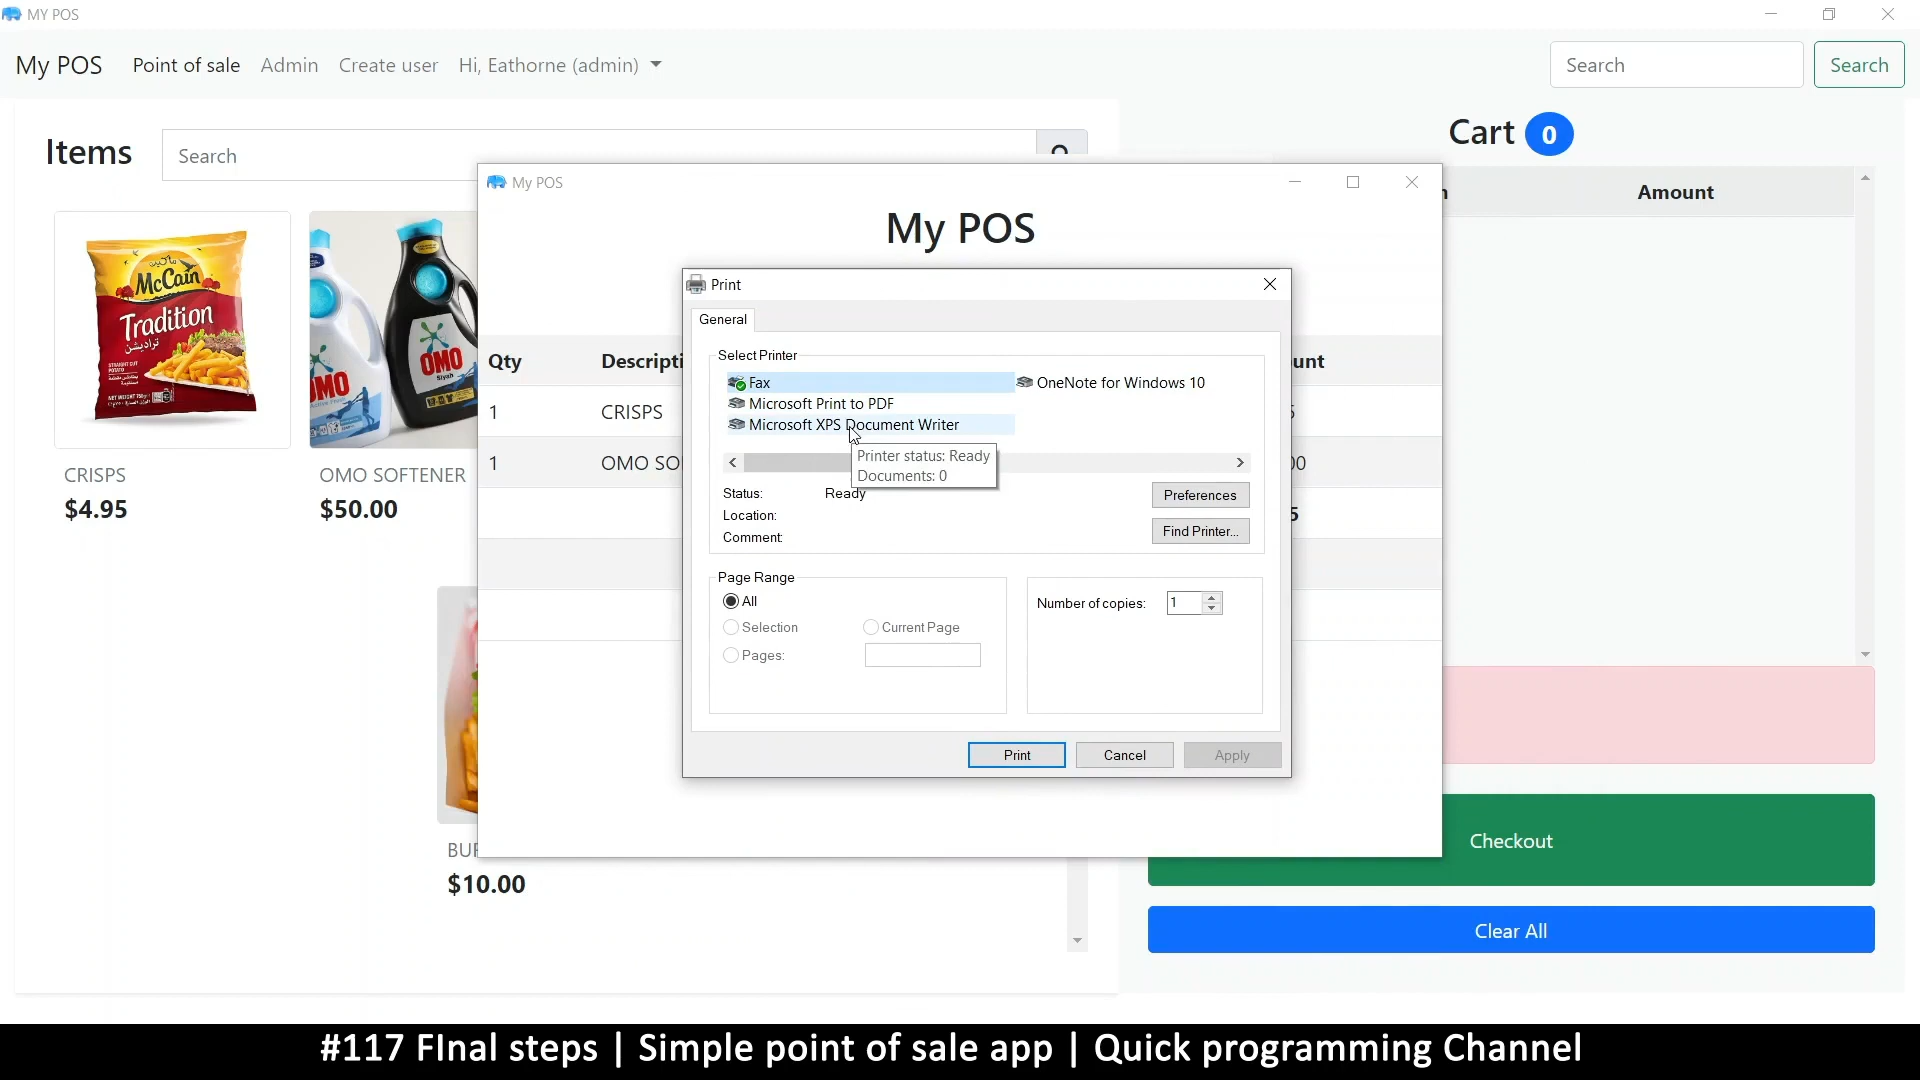 MY POS
My POS
Point of sale
Admin
Create user
Hi, Eathorne (admin)
Search
Search
Items
Search
Cart
0
Amount
McCain
Tradition
تراديشن
CRISPS
$4.95
OMO
OMO
Siyah
OMO SOFTENER
$50.00
$10.00
My POS
My POS
Qty
1
CRISPS
1
Print
General
Select Printer
Fax
OneNote for Windows 10
Microsoft Print to PDF
Microsoft XPS Document Writer
Printer status: Ready
Documents: 0
Status:
Ready
Location:
Comment:
Preferences
Find Printer...
Page Range
All
Selection
Current Page
Pages:
Number of copies:
1
Print
Cancel
Apply
Checkout
Clear All
#117 FInal steps | Simple point of sale app | Quick programming Channel